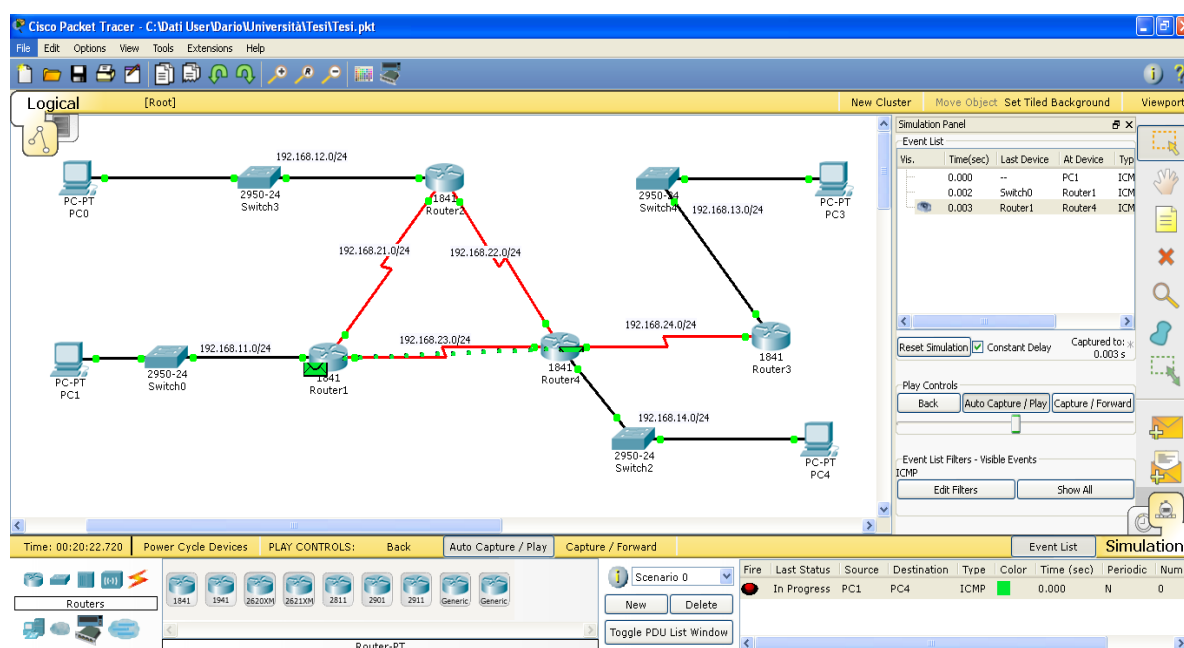 Cisco Packet Tracer - C:\Dati User\Dario\Università\Tesi\Tesi.pkt
File Edit Options View Tools Extensions Help
Logical [Root] New Cluster Move Object Set Tiled Background Viewport
192.168.12.0/24
PC-PT
PC0
2950-24
Switch3
1841
Router2
192.168.21.0/24
192.168.22.0/24
2950-24
Switch4
192.168.13.0/24
PC-PT
PC3
192.168.11.0/24
PC-PT
PC1
2950-24
Switch0
1841
Router1
192.168.23.0/24
1841
Router4
192.168.24.0/24
1841
Router3
192.168.14.0/24
2950-24
Switch2
PC-PT
PC4
Simulation Panel
Event List
Vis. Time(sec) Last Device At Device Typ
0.000 -- PC1 ICM
0.002 Switch0 Router1 ICM
0.003 Router1 Router4 ICM
Reset Simulation Constant Delay Captured to: *
0.003 s
Play Controls
Back Auto Capture / Play Capture / Forward
Event List Filters - Visible Events
ICMP
Edit Filters Show All
Time: 00:20:22.720 Power Cycle Devices PLAY CONTROLS: Back Auto Capture / Play Capture / Forward Event List Simulation
Routers
1841 1941 2620XM 2621XM 2811 2901 2911 Generic Generic
Router-PT
Scenario 0
New Delete
Toggle PDU List Window
Fire Last Status Source Destination Type Color Time (sec) Periodic Num
In Progress PC1 PC4 ICMP 0.000 N 0